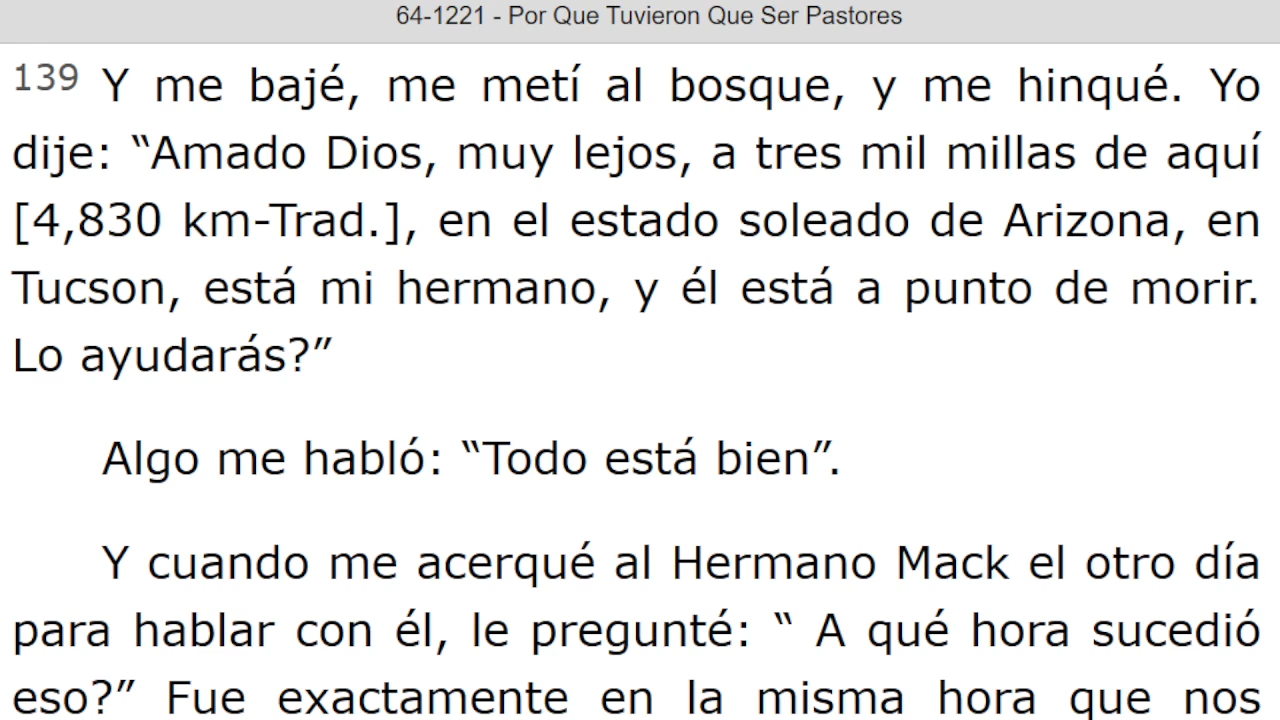 64-1221 - Por Que Tuvieron Que Ser Pastores
139 Y me bajé, me metí al bosque, y me hinqué. Yo
dije: “Amado Dios, muy lejos, a tres mil millas de aquí
[4,830 km-Trad.], en el estado soleado de Arizona, en
Tucson, está mi hermano, y él está a punto de morir.
Lo ayudarás?”
Algo me habló: “Todo está bien”.
Y cuando me acerqué al Hermano Mack el otro día
para hablar con él, le pregunté: “ A qué hora sucedió
eso?” Fue exactamente en la misma hora que nos